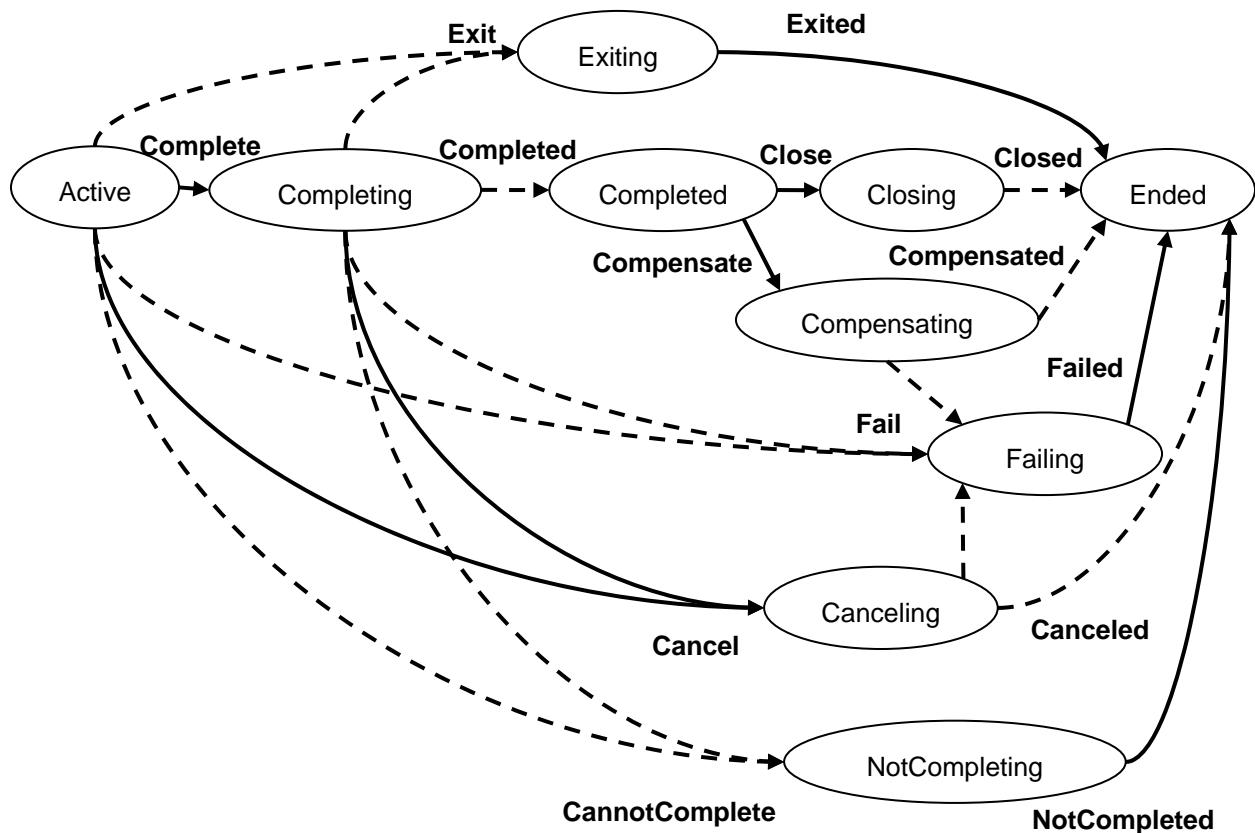 Exited
Exit
Exiting
Complete
Completed
Close
Closed
Active
Completing
Completed
Closing
Ended
Compensate
Compensated
Compensating
Failed
Fail
Failing
Canceling
Cancel
Canceled
NotCompleting
CannotComplete
NotCompleted